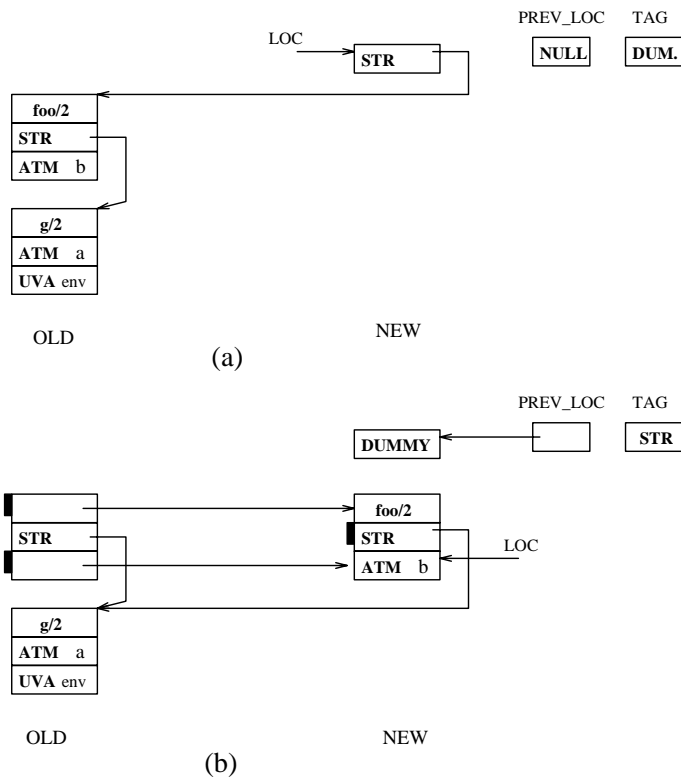 PREV_LOC TAG
LOC
STR NULL DUM.
foo/2
STR
ATM b
g/2
ATM a
UVA env
OLD NEW
(a)
PREV_LOC TAG
DUMMY STR
foo/2
STR STR
LOC
ATM b
g/2
ATM a
UVA env
OLD NEW
(b)